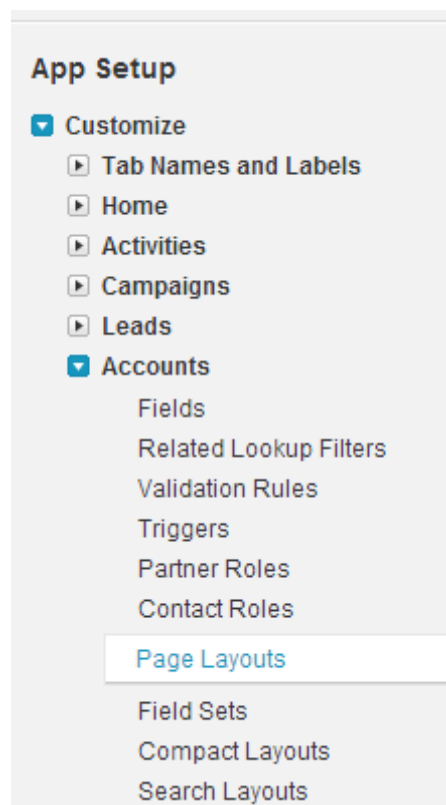 App Setup
Customize
Tab Names and Labels
Home
Activities
Campaigns
Leads
Accounts
Fields
Related Lookup Filters
Validation Rules
Triggers
Partner Roles
Contact Roles
Page Layouts
Field Sets
Compact Layouts
Search Layouts